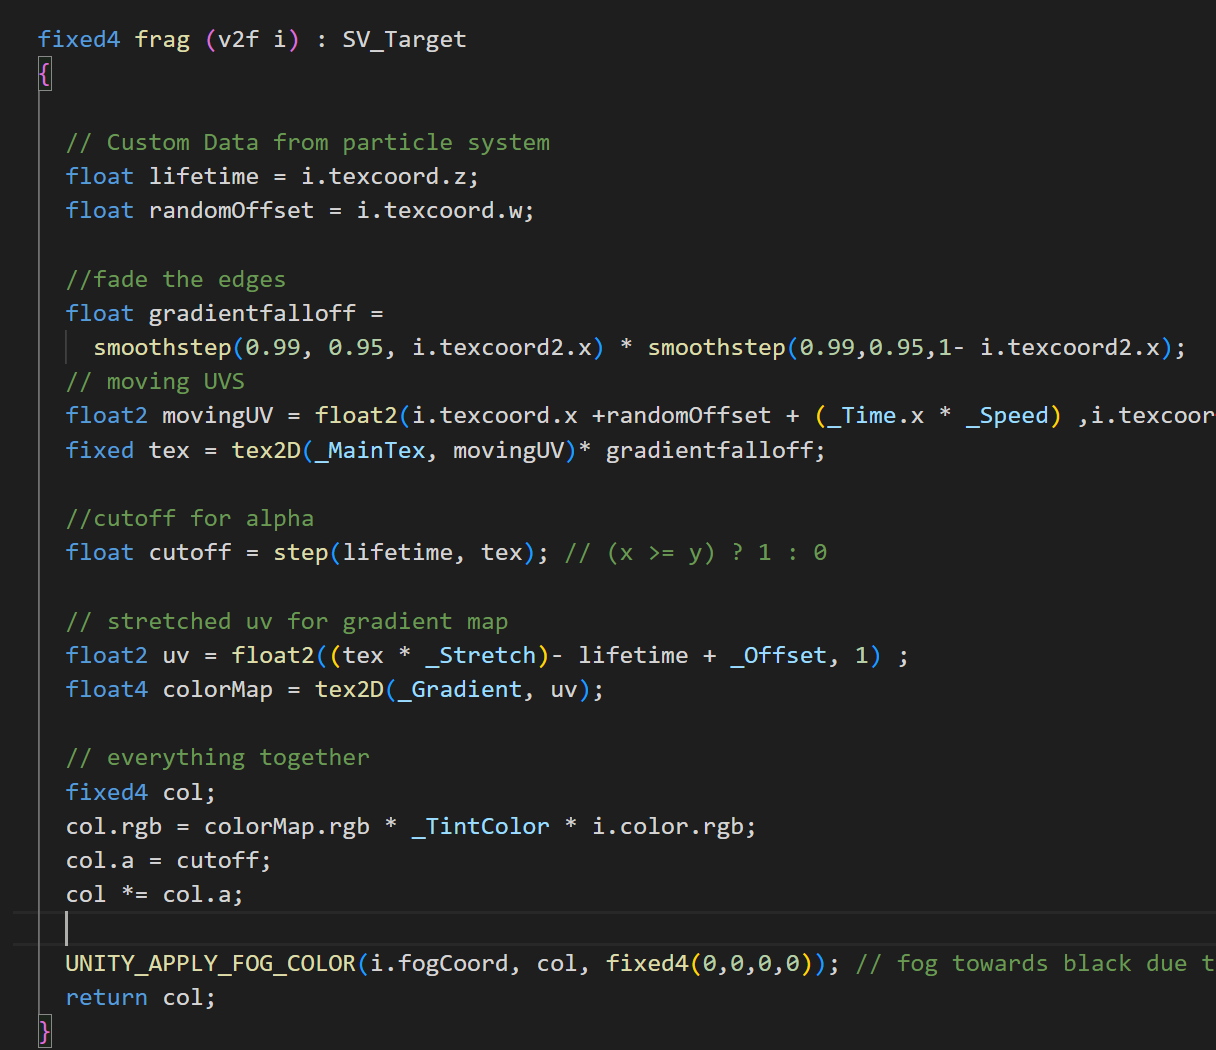 fixed4 frag (v2f i) : SV_Target
{
// Custom Data from particle system
float lifetime = i.texcoord.z;
float randomOffset = i.texcoord.w;
//fade the edges
float gradientfalloff =
smoothstep(0.99, 0.95, i.texcoord2.x) * smoothstep(0.99,0.95,1- i.texcoord2.x);
// moving UVS
float2 movingUV = float2(i.texcoord.x +randomOffset + (_Time.x * _Speed) ,i.texcoor
fixed tex = tex2D(_MainTex, movingUV)* gradientfalloff;
//cutoff for alpha
float cutoff = step(lifetime, tex); // (x >= y) ? 1 : 0
// stretched uv for gradient map
float2 uv = float2((tex * _Stretch)- lifetime + _Offset, 1) ;
float4 colorMap = tex2D(_Gradient, uv);
// everything together
fixed4 col;
col.rgb = colorMap.rgb * _TintColor * i.color.rgb;
col.a = cutoff;
col *= col.a;
UNITY_APPLY_FOG_COLOR(i.fogCoord, col, fixed4(0,0,0,0)); // fog towards black due t
return col;
}